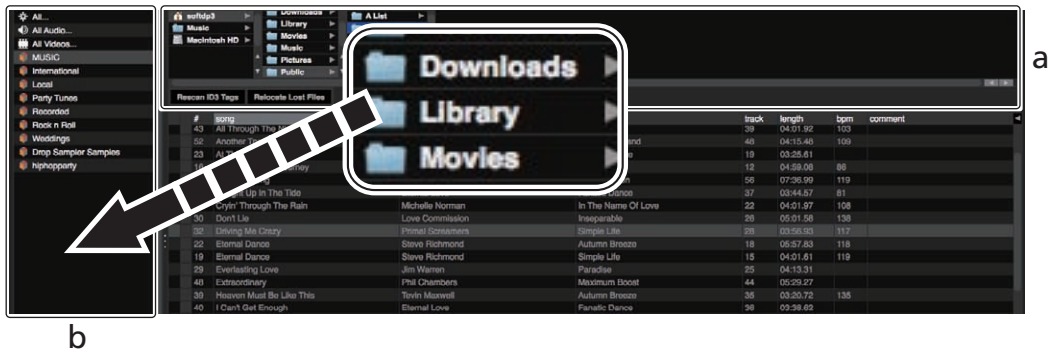 All...
All Audio...
All Videos...
MUSIC
International
Local
Party Tunes
Recorded
Rock n Roll
Weddings
Drop Sampler Samples
hiphopparty
softdp3
Music
Macintosh HD
Downloads
Library
Movies
Music
Pictures
Public
A List
Downloads
Library
Movies
a
Rescan ID3 Tags Relocate Lost Files
# song track length bpm comment
43 All Through The 39 04:01.92 103
52 Another 48 04:15.46 109
23 19 03:25.61
12 04:59.08 86
56 07:36.99 119
Up In The Tide Dance 37 03:44.57 81
Cryin' Through The Rain Michelle Norman In The Name Of Love 22 04:01.97 108
30 Don't Lie Love Commission Inseparable 26 05:01.58 138
32 Driving Me Crazy Primal Screamers Simple Life 28 03:56.93 117
22 Eternal Dance Steve Richmond Autumn Breeze 18 05:57.83 118
19 Eternal Dance Steve Richmond Simple Life 15 04:01.61 119
29 Everlasting Love Jim Warren Paradise 25 04:13.31
48 Extraordinary Phil Chambers Maximum Boost 44 05:29.27
39 Heaven Must Be Like This Tevin Maxwell Autumn Breeze 35 03:20.72 135
40 I Can't Get Enough Eternal Love Fanatic Dance 36 03:38.62
b